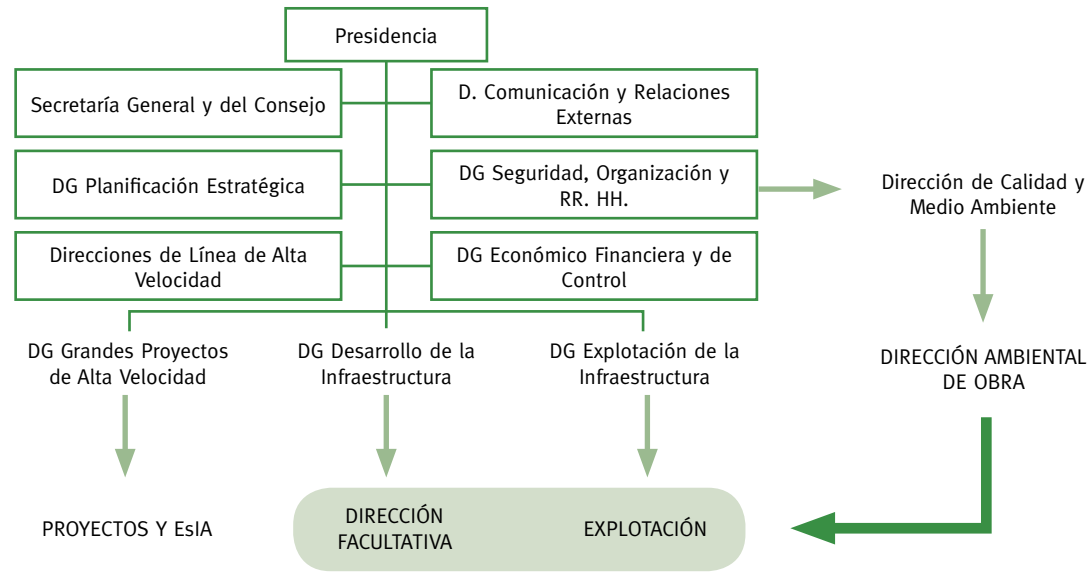 Presidencia
Secretaría General y del Consejo
D. Comunicación y Relaciones
Externas
DG Planificación Estratégica
DG Seguridad, Organización y
RR. HH.
Dirección de Calidad y
Medio Ambiente
Direcciones de Línea de Alta
Velocidad
DG Económico Financiera y de
Control
DG Grandes Proyectos
de Alta Velocidad
DG Desarrollo de la
Infraestructura
DG Explotación de la
Infraestructura
DIRECCIÓN AMBIENTAL
DE OBRA
PROYECTOS Y EsIA
DIRECCIÓN
FACULTATIVA
EXPLOTACIÓN